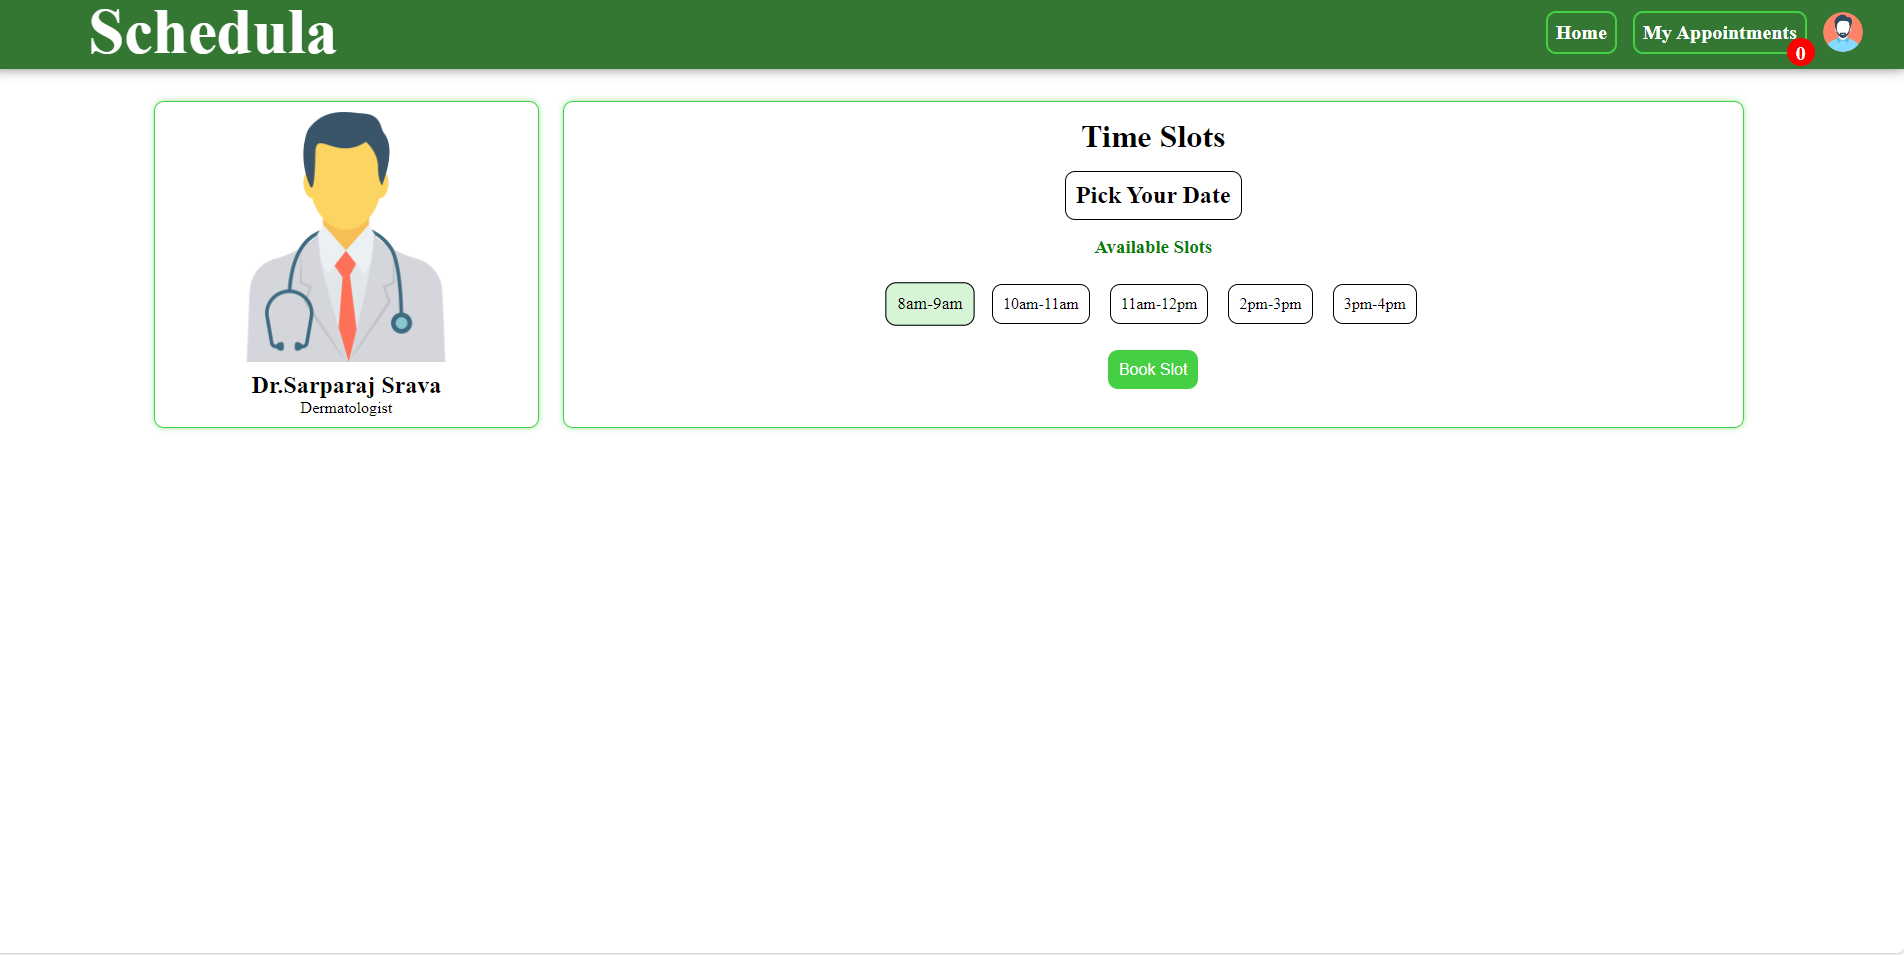 Schedula
Home
My Appointments
0
Time Slots
Pick Your Date
Available Slots
8am-9am
10am-11am
11am-12pm
2pm-3pm
3pm-4pm
Book Slot
Dr.Sarparaj Srava
Dermatologist